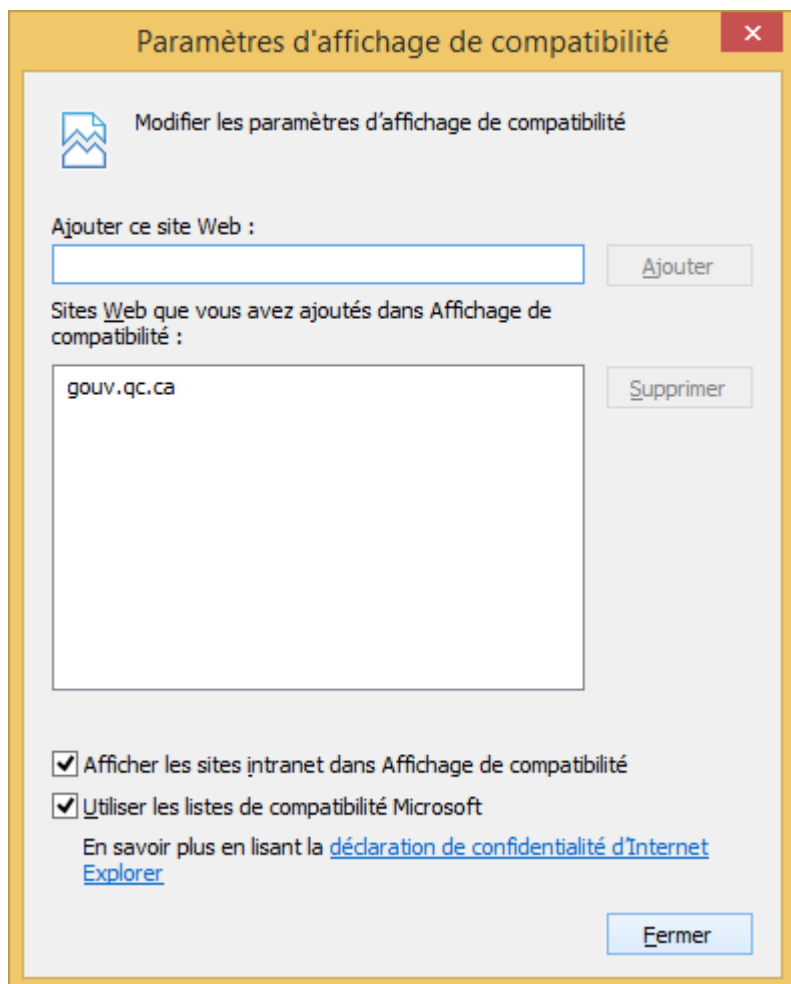 Paramètres d'affichage de compatibilité
Modifier les paramètres d’affichage de compatibilité
Ajouter ce site Web :
Ajouter
Sites Web que vous avez ajoutés dans Affichage de
compatibilité :
gouv.qc.ca
Supprimer
Afficher les sites intranet dans Affichage de compatibilité
Utiliser les listes de compatibilité Microsoft
En savoir plus en lisant la déclaration de confidentialité d’Internet
Explorer
Fermer